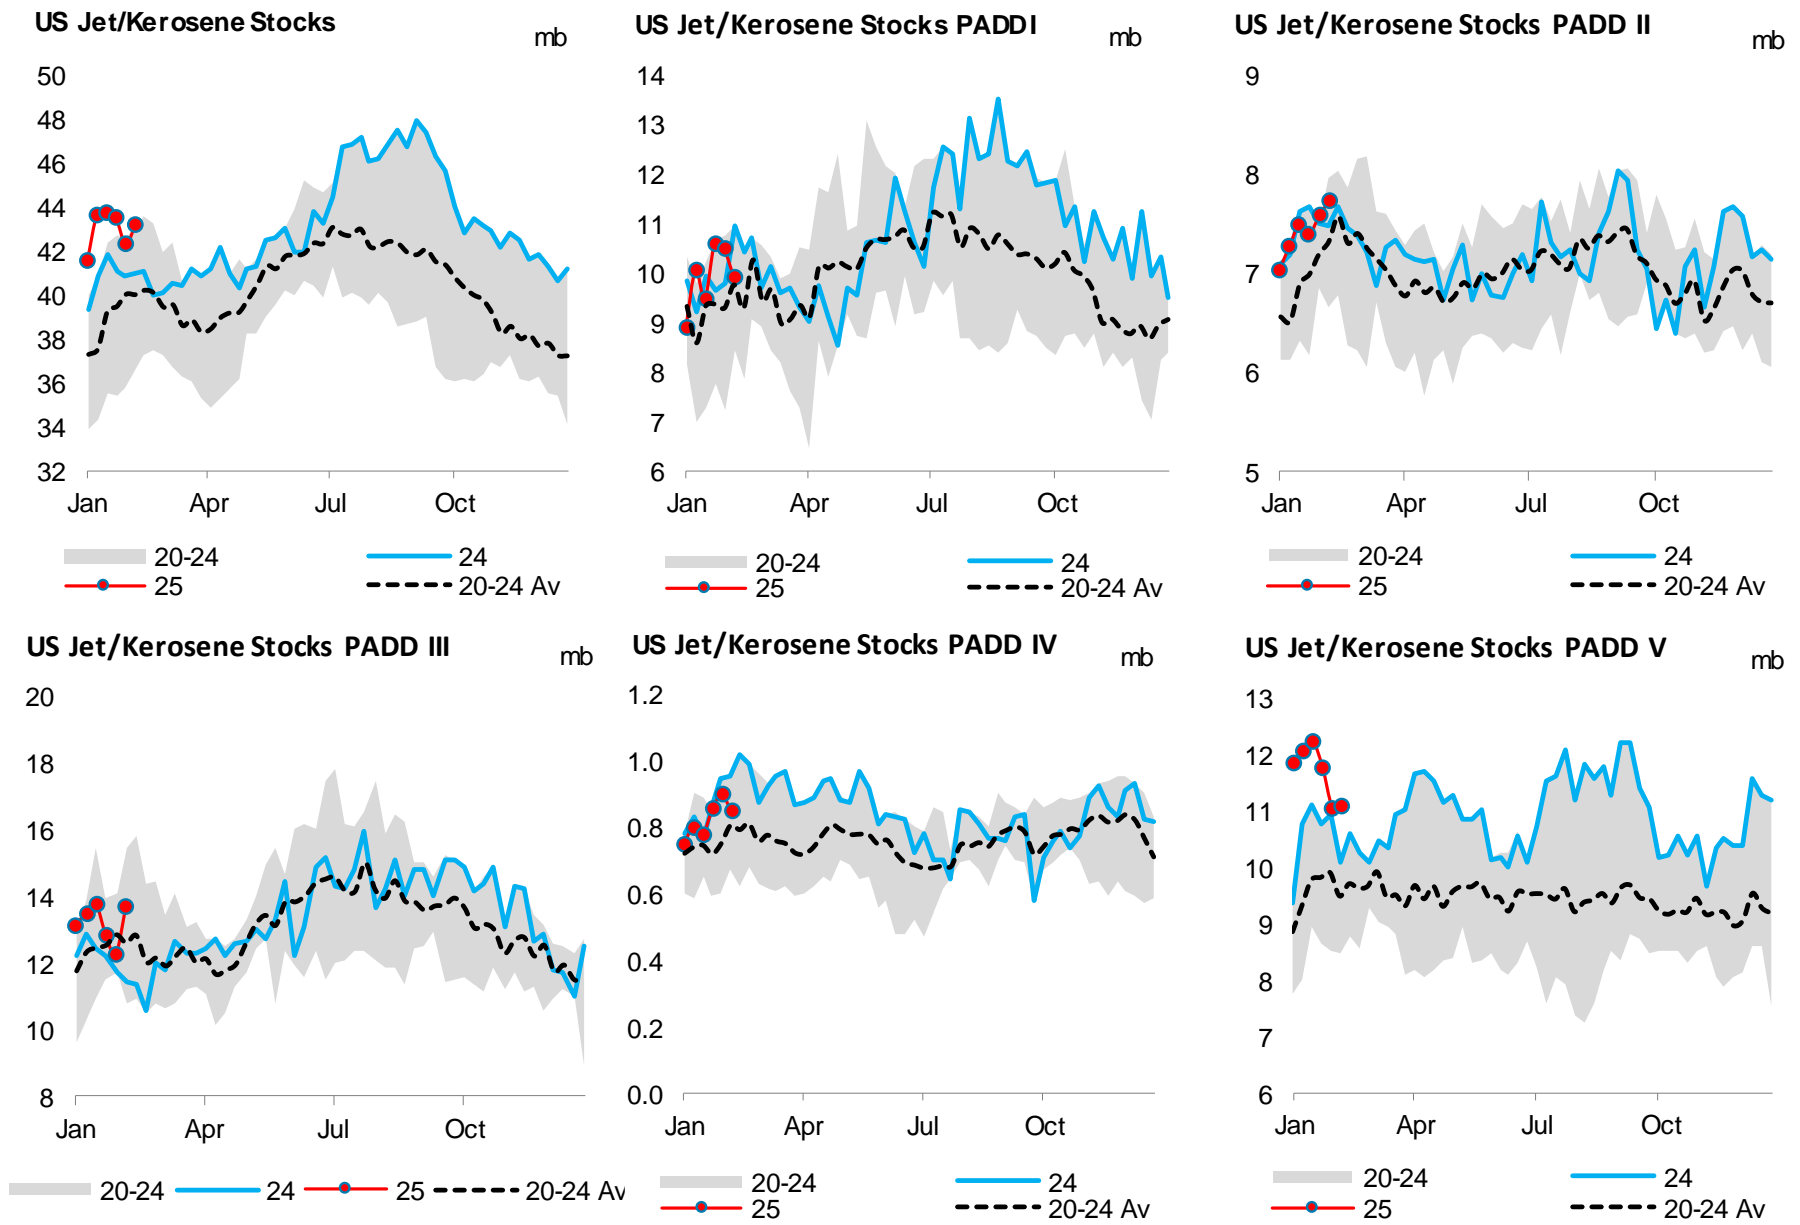 US Jet/Kerosene Stocks
mb
50
48
46
44
42
40
38
36
34
32
Jan Apr Jul Oct
20-24 24
25 20-24 Av
US Jet/Kerosene Stocks PADD I
mb
14
13
12
11
10
9
8
7
6
Jan Apr Jul Oct
20-24 24
25 20-24 Av
US Jet/Kerosene Stocks PADD II
mb
9
8
7
6
5
Jan Apr Jul Oct
20-24 24
25 20-24 Av
US Jet/Kerosene Stocks PADD III
mb
20
18
16
14
12
10
8
Jan Apr Jul Oct
20-24 24 25 20-24 Av
US Jet/Kerosene Stocks PADD IV
mb
1.2
1.0
0.8
0.6
0.4
0.2
0.0
Jan Apr Jul Oct
20-24 24
25 20-24 Av
US Jet/Kerosene Stocks PADD V
mb
13
12
11
10
9
8
7
6
Jan Apr Jul Oct
20-24 24
25 20-24 Av